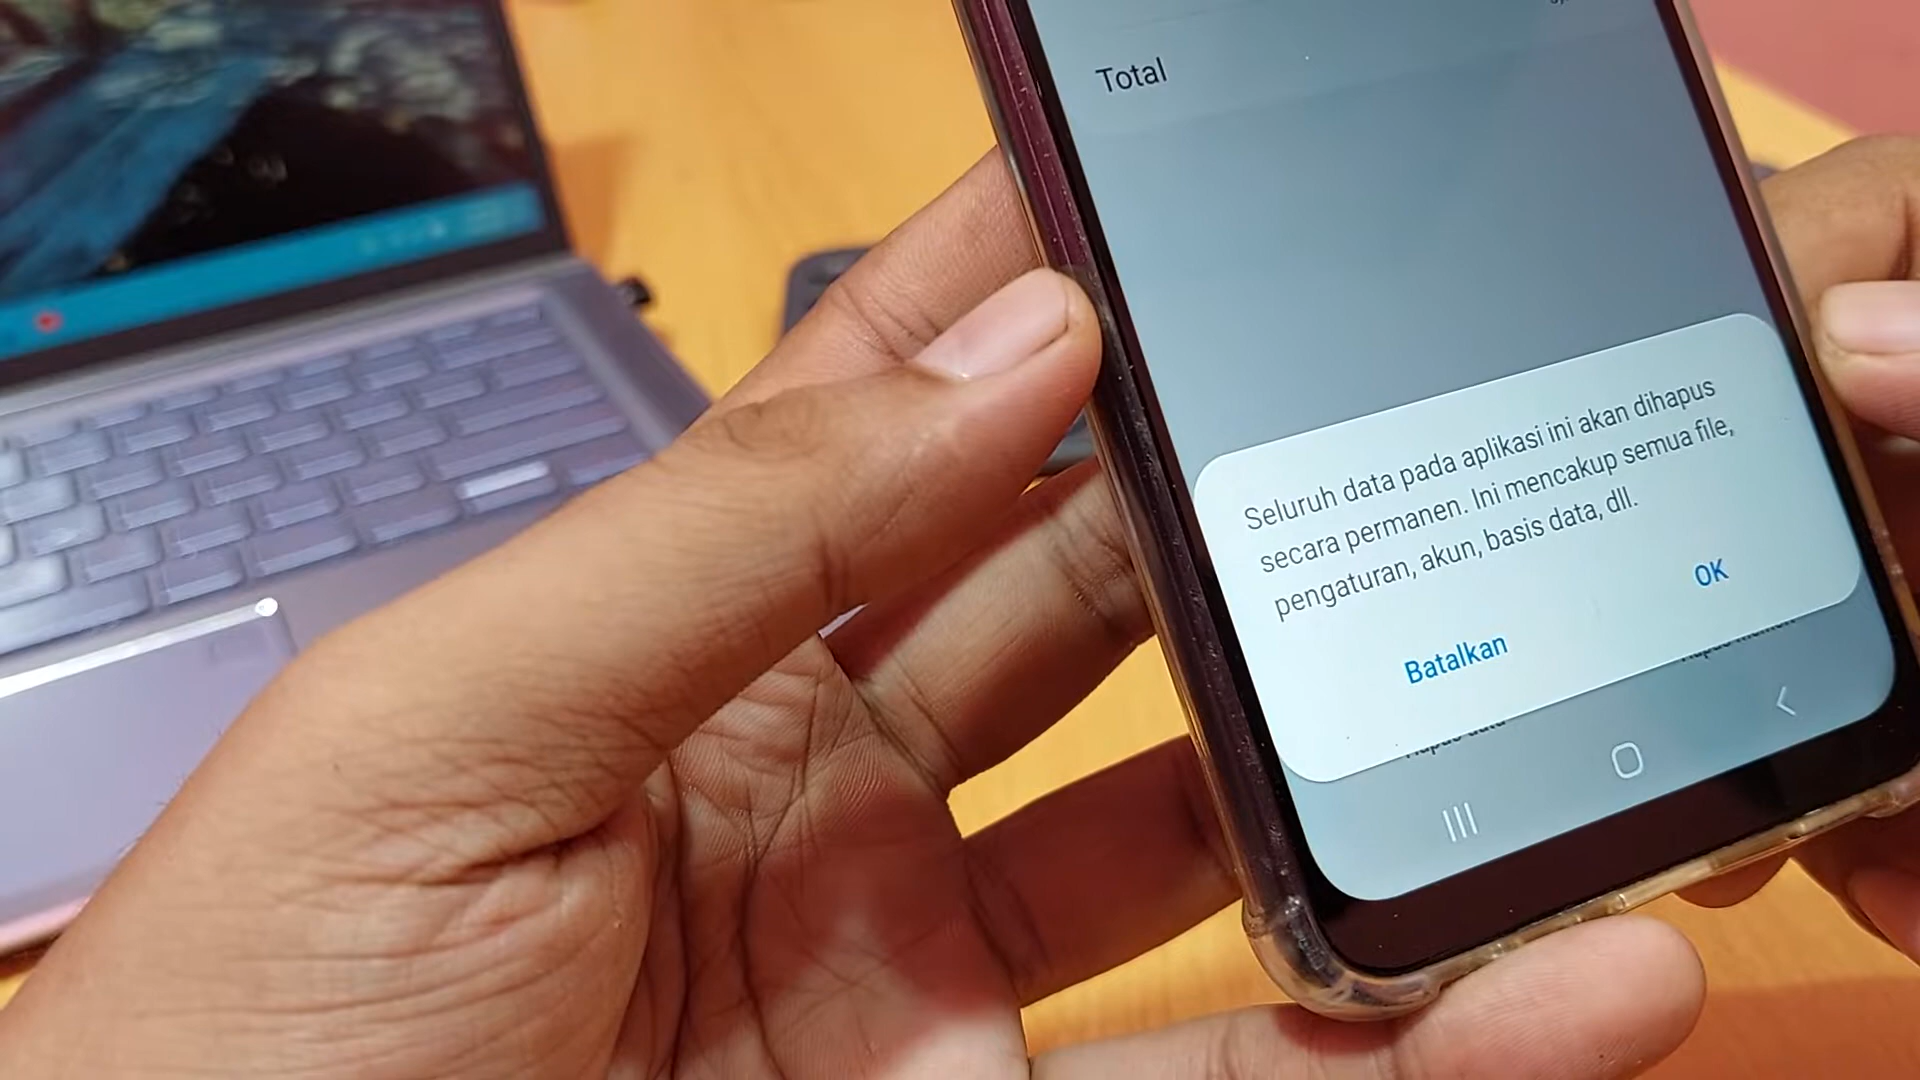 Total
Seluruh data pada aplikasi ini akan dihapus
secara permanen. Ini mencakup semua file,
pengaturan, akun, basis data, dll.
Batalkan
OK